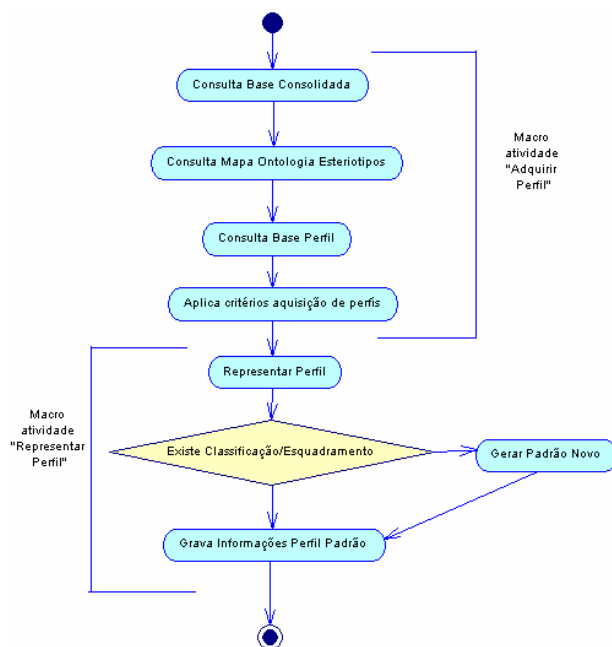 Consulta Base Consolidada
Macro
atividade
"Adquirir
Perfil"
Consulta Mapa Ontologia Esteriotipos
Consulta Base Perfil
Aplica critérios aquisição de perfis
Representar Perfil
Macro
atividade
"Representar
Perfil"
Existe Classificação/Esquadramento
Gerar Padrão Novo
Grava Informações Perfil Padrão